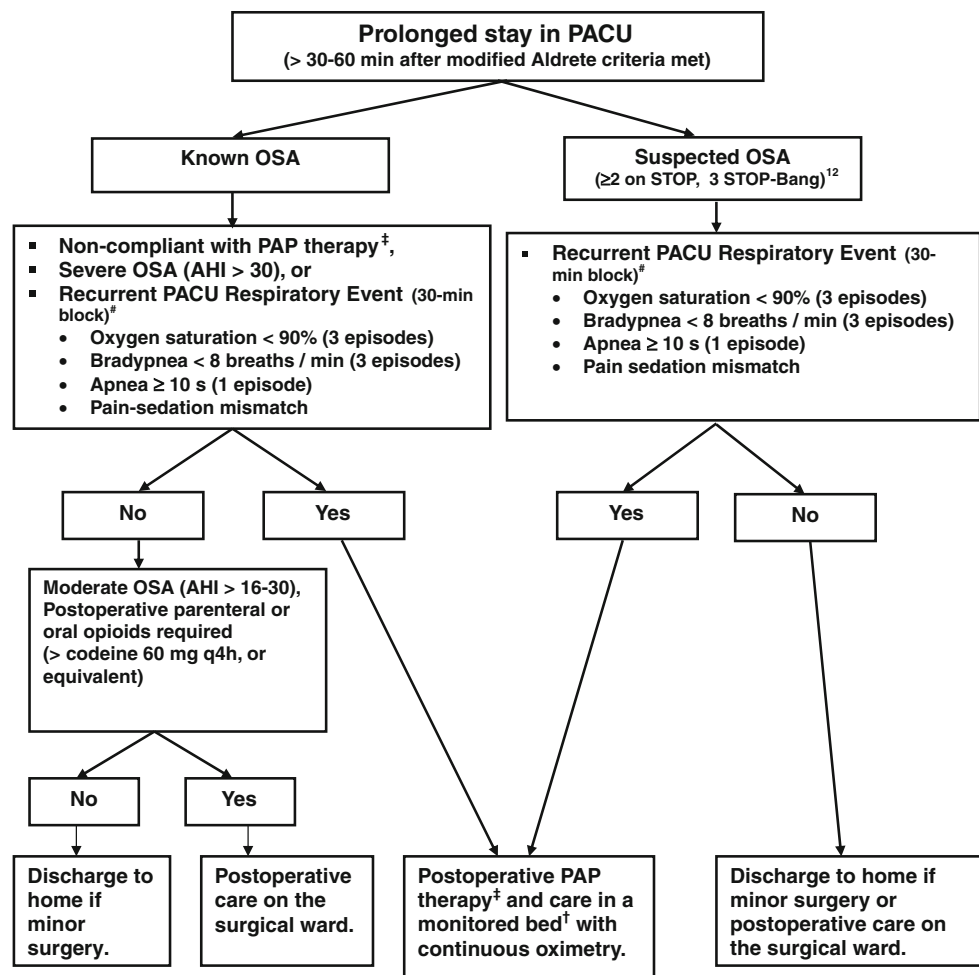 Prolonged stay in PACU
(> 30-60 min after modified Aldrete criteria met)
Known OSA
Suspected OSA
(≥2 on STOP, 3 STOP-Bang)12
▪ Non-compliant with PAP therapy‡,
▪ Severe OSA (AHI > 30), or
▪ Recurrent PACU Respiratory Event (30-min
block)#
• Oxygen saturation < 90% (3 episodes)
• Bradypnea < 8 breaths / min (3 episodes)
• Apnea ≥ 10 s (1 episode)
• Pain-sedation mismatch
▪ Recurrent PACU Respiratory Event (30-
min block)#
• Oxygen saturation < 90% (3 episodes)
• Bradypnea < 8 breaths / min (3 episodes)
• Apnea ≥ 10 s (1 episode)
• Pain sedation mismatch
No
Yes
Yes
No
Moderate OSA (AHI > 16-30),
Postoperative parenteral or
oral opioids required
(> codeine 60 mg q4h, or
equivalent)
No
Yes
Discharge to
home if
minor
surgery.
Postoperative
care on the
surgical ward.
Postoperative PAP
therapy‡ and care in a
monitored bed† with
continuous oximetry.
Discharge to home if
minor surgery or
postoperative care on
the surgical ward.